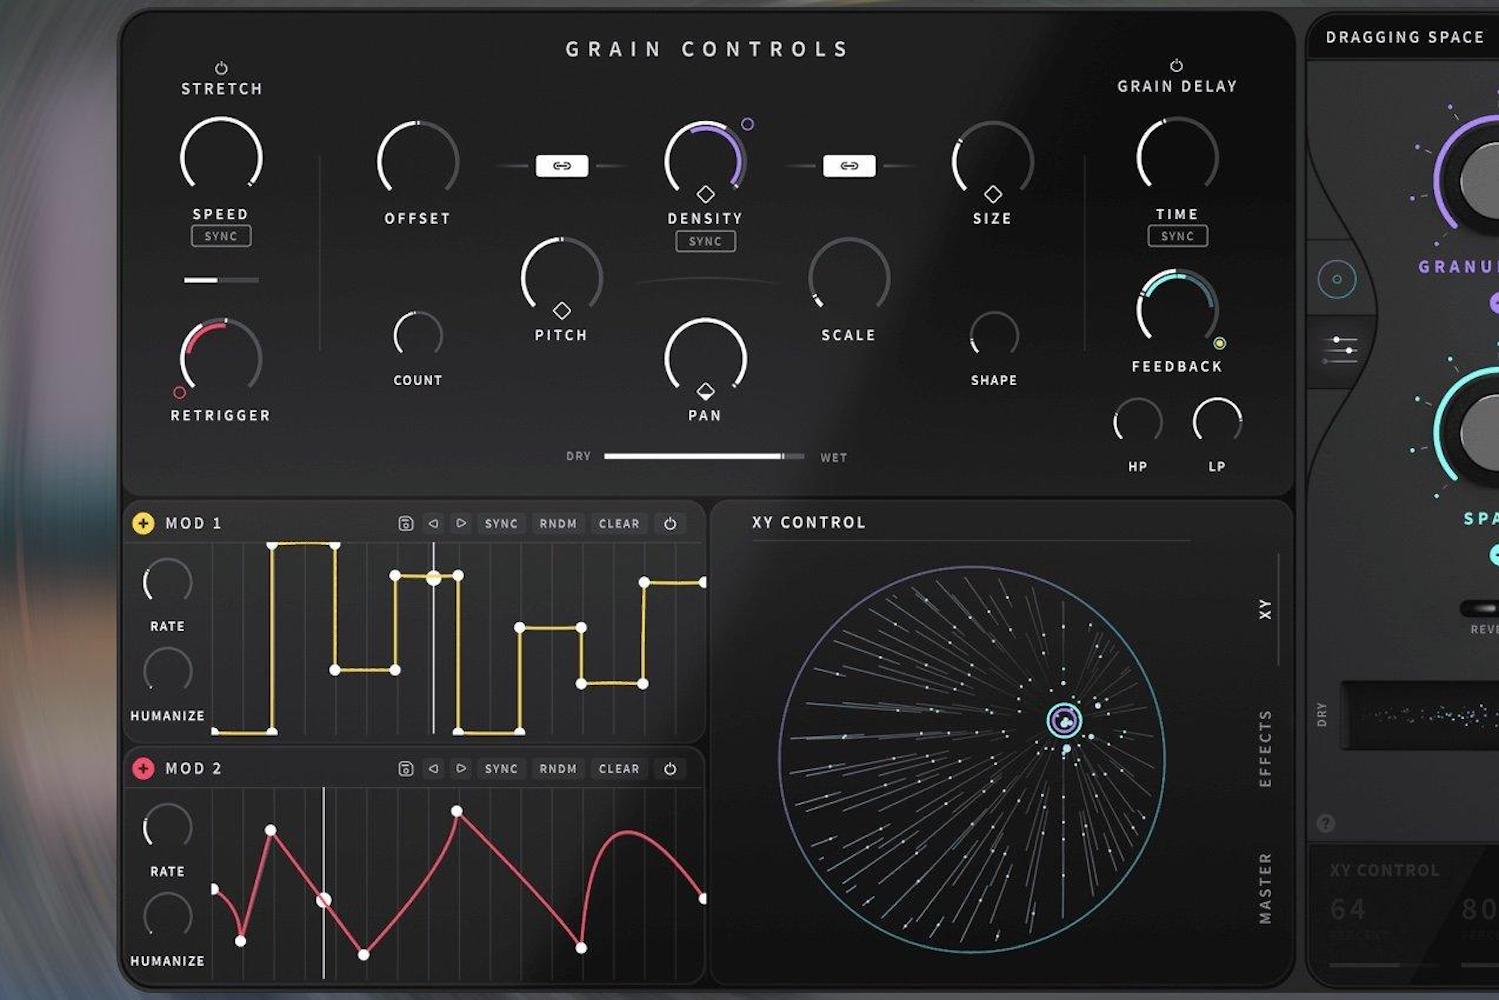 GRAIN CONTROLS
DRAGGING SPACE
STRETCH
GRAIN DELAY
SPEED
SYNC
OFFSET
DENSITY
SYNC
SIZE
TIME
SYNC
PITCH
SCALE
RETRIGGER
COUNT
PAN
SHAPE
FEEDBACK
HP
LP
DRY
WET
MOD 1
SYNC
RNDM
CLEAR
RATE
HUMANIZE
MOD 2
SYNC
RNDM
CLEAR
RATE
HUMANIZE
XY CONTROL
XY
EFFECTS
MASTER
GRANU
SPA
REVE
DRY
?
XY CONTROL
64
80